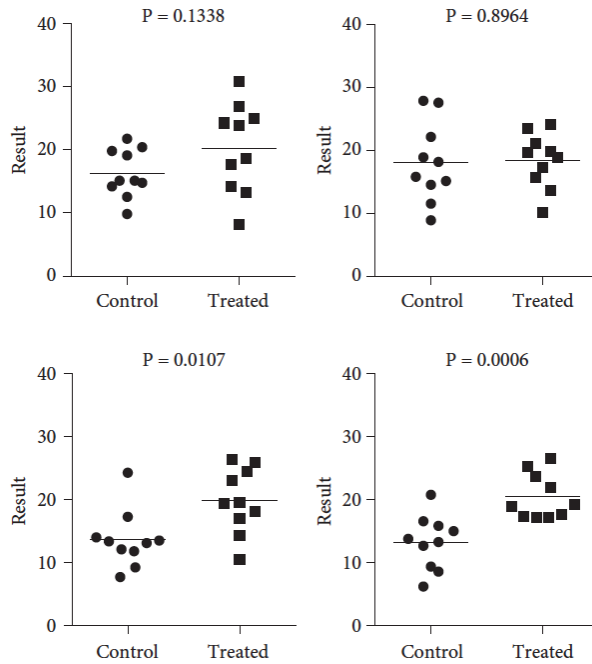 P = 0.1338
40
30
20
10
0
Result
Control Treated
P = 0.8964
40
30
20
10
0
Result
Control Treated
P = 0.0107
40
30
20
10
0
Result
Control Treated
P = 0.0006
40
30
20
10
0
Result
Control Treated